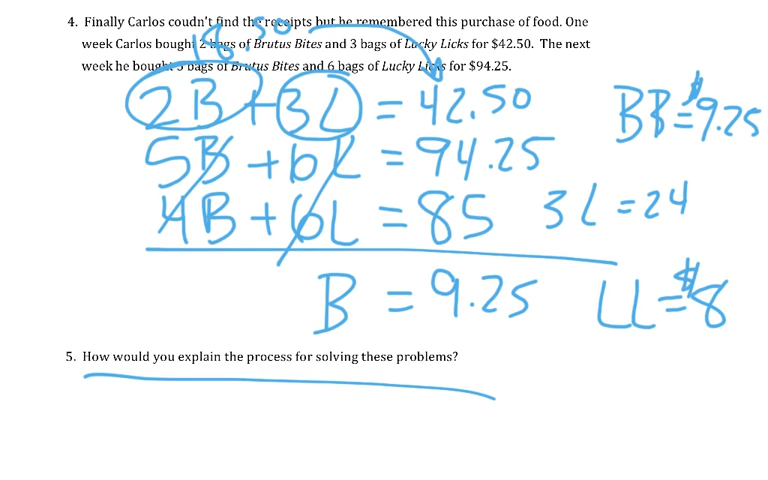 4. Finally Carlos coudn't find the receipts but he remembered this purchase of food. One
week Carlos bought 2 bags of Brutus Bites and 3 bags of Lucky Licks for $42.50. The next
week he bought 5 bags of Brutus Bites and 6 bags of Lucky Licks for $94.25.
18.50
2B + 3L = 42.50
BB = $9.25
5B + 6L = 94.25
4B + 6L = 85
3L = 24
B = 9.25
LL = $8
5. How would you explain the process for solving these problems?